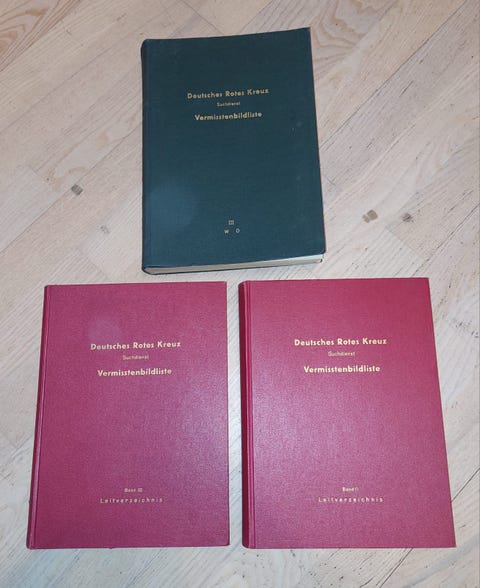 Deutsches Rotes Kreuz
Suchdienst
Vermisstenbildliste
III
W D
Deutsches Rotes Kreuz
Suchdienst
Vermisstenbildliste
Band III
Leitverzeichnis
Deutsches Rotes Kreuz
Suchdienst
Vermisstenbildliste
Band I
Leitverzeichnis